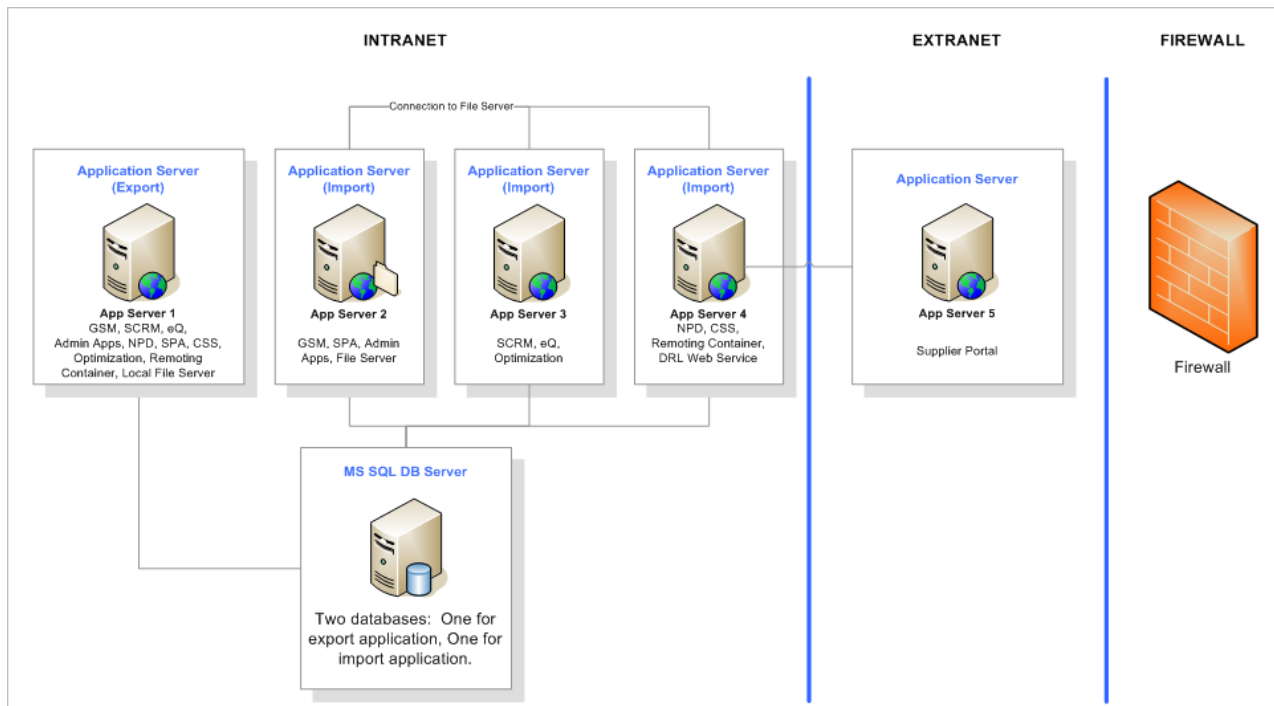 INTRANET
EXTRANET
FIREWALL
Connection to File Server
Application Server
(Export)
App Server 1
GSM, SCRM, eQ,
Admin Apps, NPD, SPA, CSS,
Optimization, Remoting
Container, Local File Server
Application Server
(Import)
App Server 2
GSM, SPA, Admin
Apps, File Server
Application Server
(Import)
App Server 3
SCRM, eQ,
Optimization
Application Server
(Import)
App Server 4
NPD, CSS,
Remoting Container,
DRL Web Service
Application Server
App Server 5
Supplier Portal
Firewall
MS SQL DB Server
Two databases: One for
export application, One for
import application.